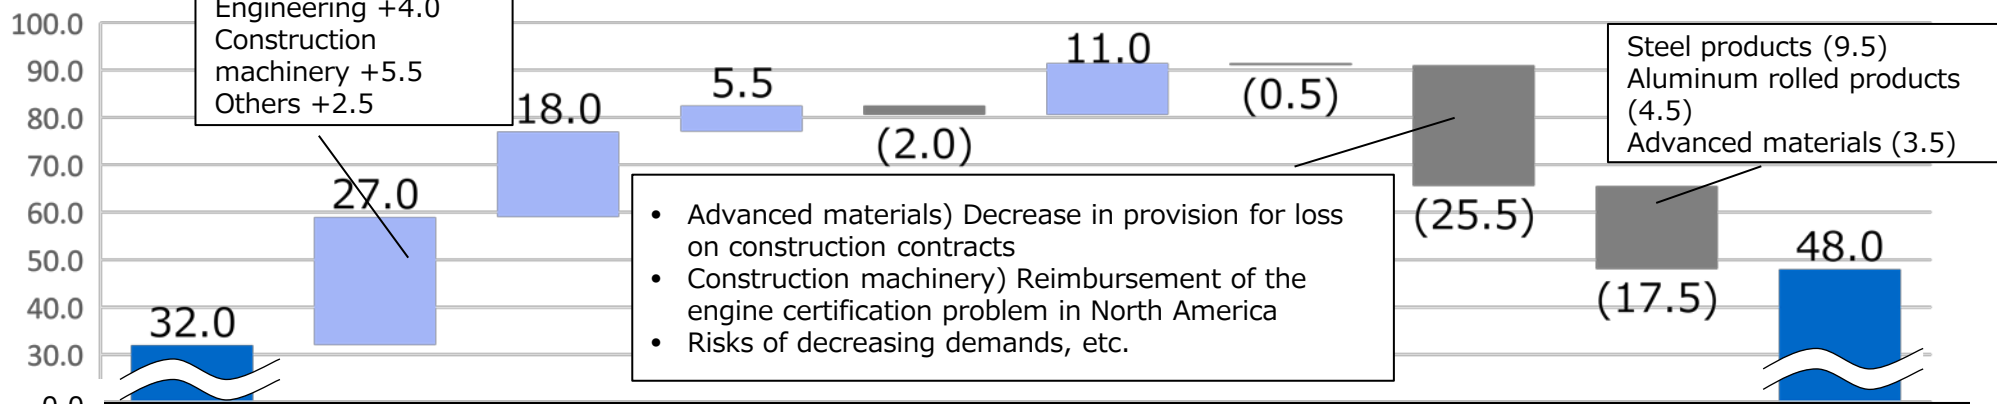 Engineering +4.0
Construction
machinery +5.5
Others +2.5
Steel products (9.5)
Aluminum rolled products
(4.5)
Advanced materials (3.5)
100.0
90.0
80.0
70.0
60.0
50.0
40.0
30.0
0.0
32.0
27.0
18.0
5.5
(2.0)
11.0
(0.5)
(25.5)
(17.5)
48.0
• Advanced materials) Decrease in provision for loss
on construction contracts
• Construction machinery) Reimbursement of the
engine certification problem in North America
• Risks of decreasing demands, etc.